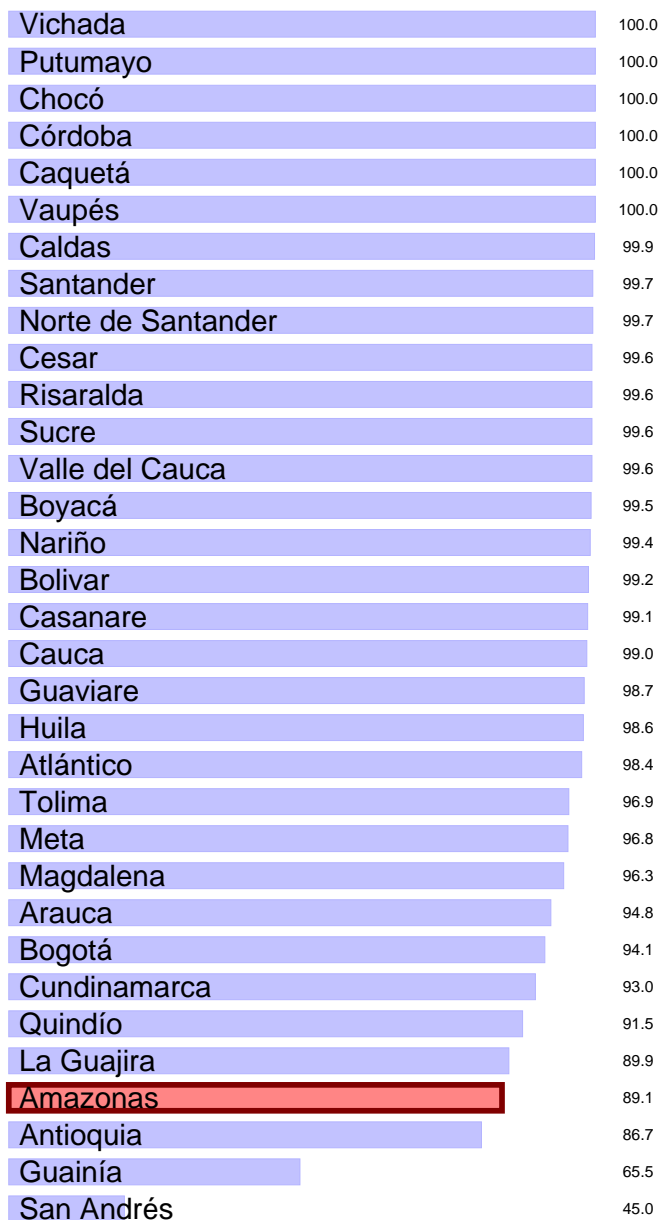 Vichada 100.0
Putumayo 100.0
Chocó 100.0
Córdoba 100.0
Caquetá 100.0
Vaupés 100.0
Caldas 99.9
Santander 99.7
Norte de Santander 99.7
Cesar 99.6
Risaralda 99.6
Sucre 99.6
Valle del Cauca 99.6
Boyacá 99.5
Nariño 99.4
Bolivar 99.2
Casanare 99.1
Cauca 99.0
Guaviare 98.7
Huila 98.6
Atlántico 98.4
Tolima 96.9
Meta 96.8
Magdalena 96.3
Arauca 94.8
Bogotá 94.1
Cundinamarca 93.0
Quindío 91.5
La Guajira 89.9
Amazonas 89.1
Antioquia 86.7
Guainía 65.5
San Andrés 45.0